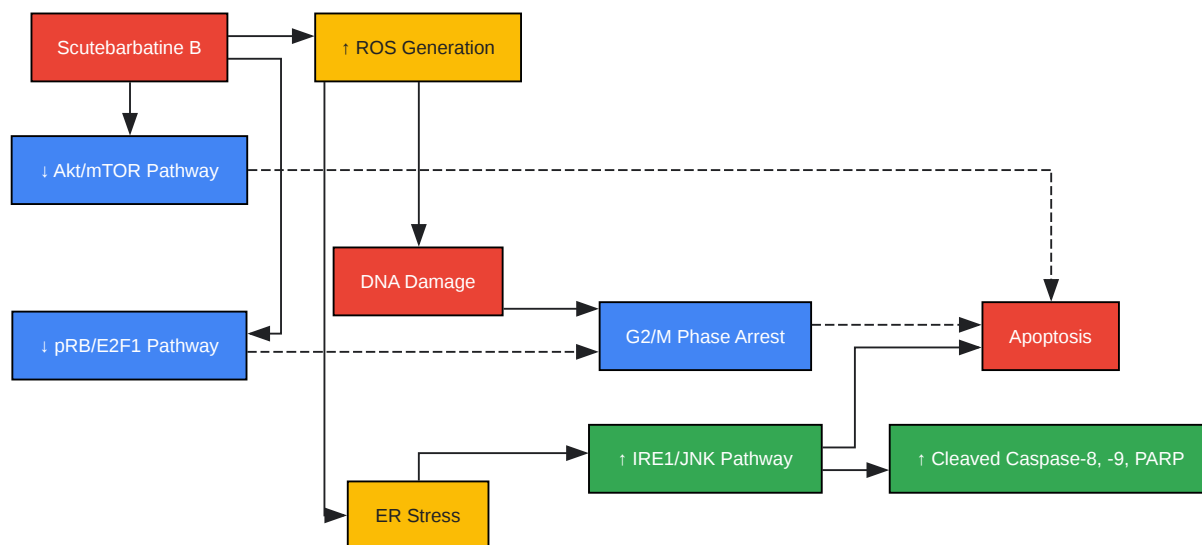 Scutebarbatine B
↑ ROS Generation
↓ Akt/mTOR Pathway
DNA Damage
↓ pRB/E2F1 Pathway
G2/M Phase Arrest
Apoptosis
↑ IRE1/JNK Pathway
↑ Cleaved Caspase-8, -9, PARP
ER Stress